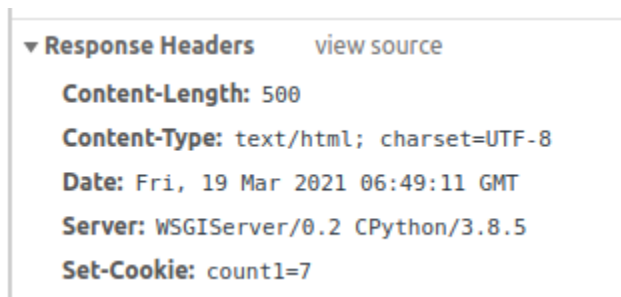 Response Headers view source
Content-Length: 500
Content-Type: text/html; charset=UTF-8
Date: Fri, 19 Mar 2021 06:49:11 GMT
Server: WSGIServer/0.2 CPython/3.8.5
Set-Cookie: count1=7